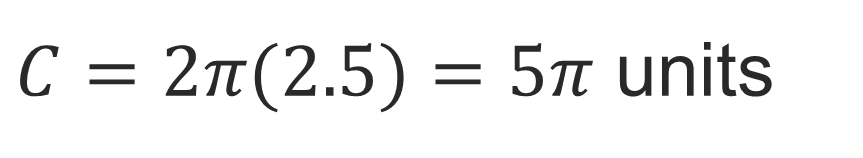 C = 2π(2.5) = 5π units